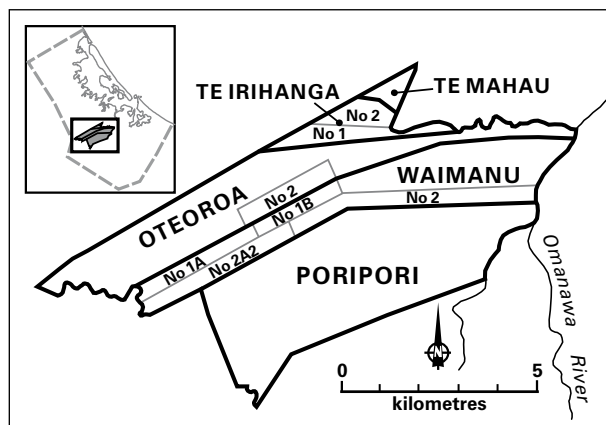 TE MAHAU
TE IRIHANGA
No 2
No 1
WAIMANU
No 2
No 2
No 1B
OTEOROA
No 1A
No 2A2
PORIPORI
Omanawa
River
N
0 5
kilometres